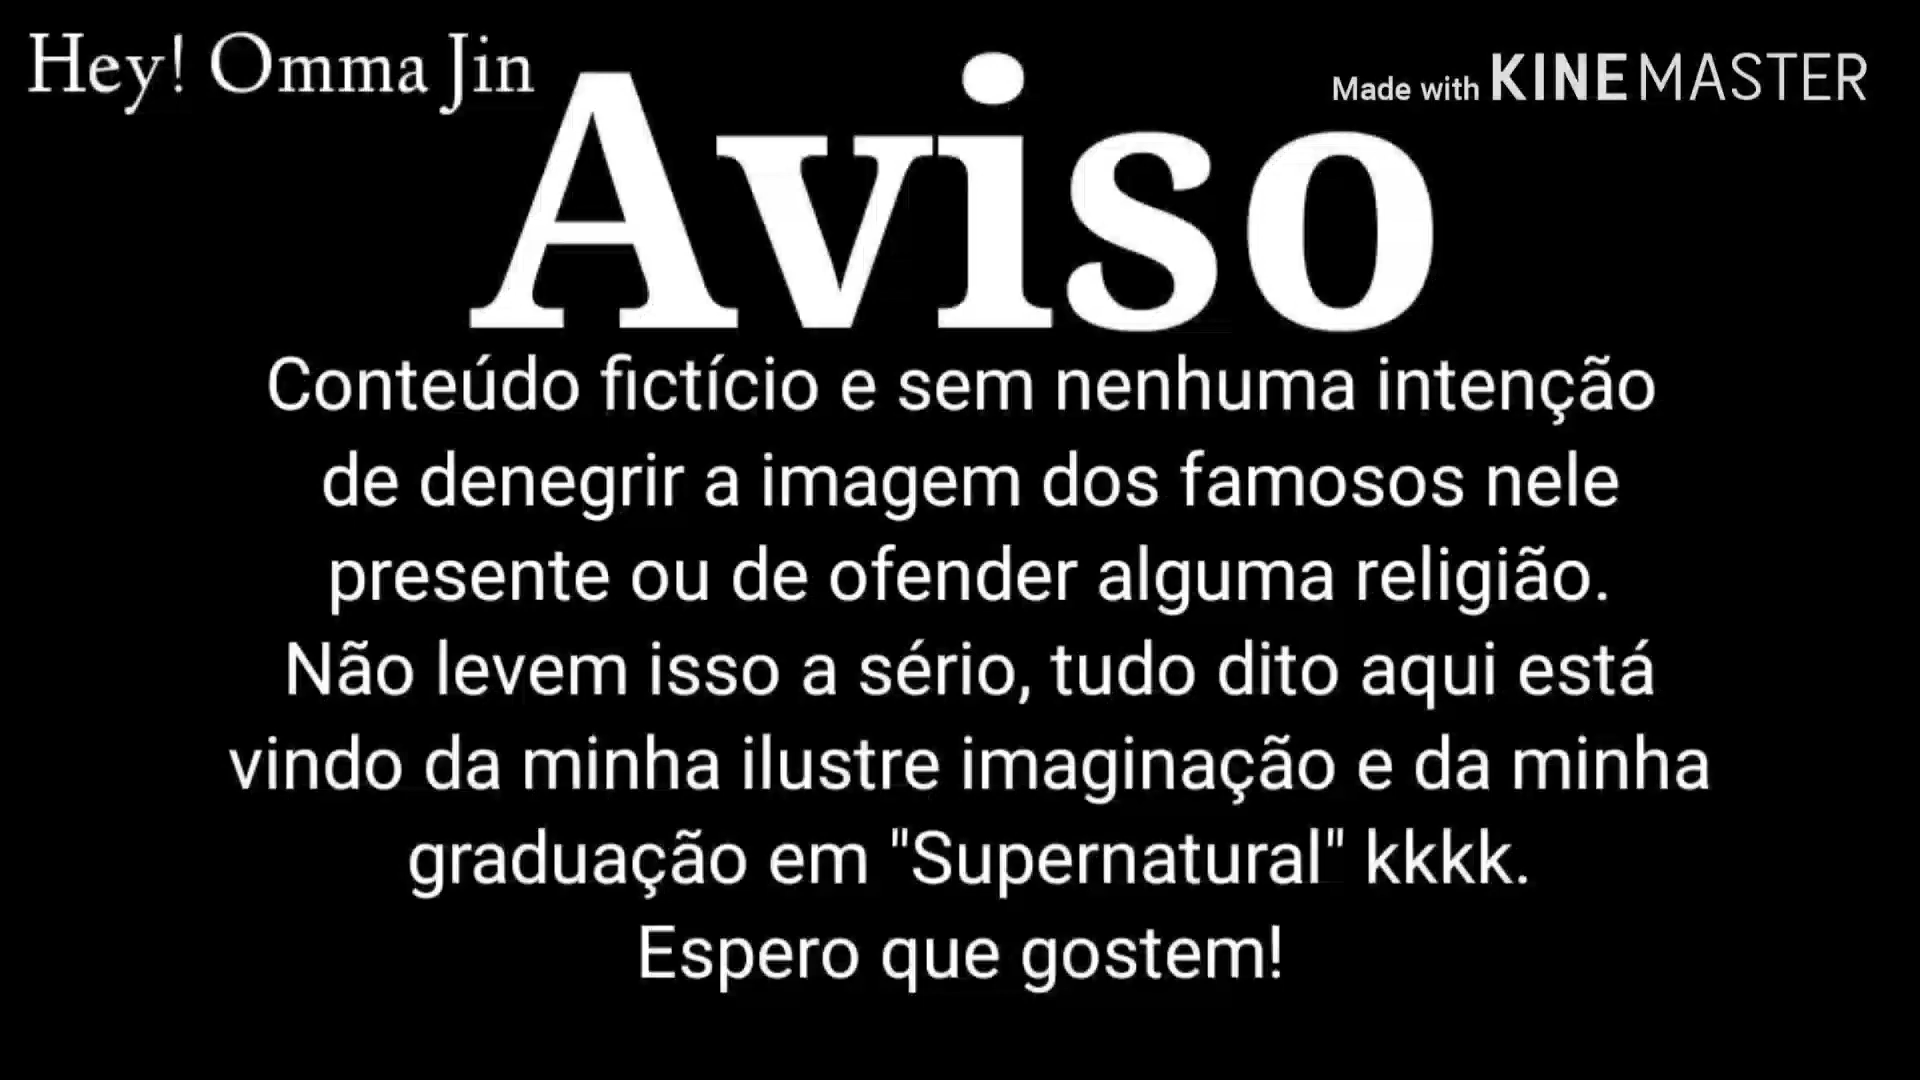 Hey! Omma Jin
Made with KINEMASTER
Aviso
Conteúdo fictício e sem nenhuma intenção
de denegrir a imagem dos famosos nele
presente ou de ofender alguma religião.
Não levem isso a sério, tudo dito aqui está
vindo da minha ilustre imaginação e da minha
graduação em "Supernatural" kkkk.
Espero que gostem!